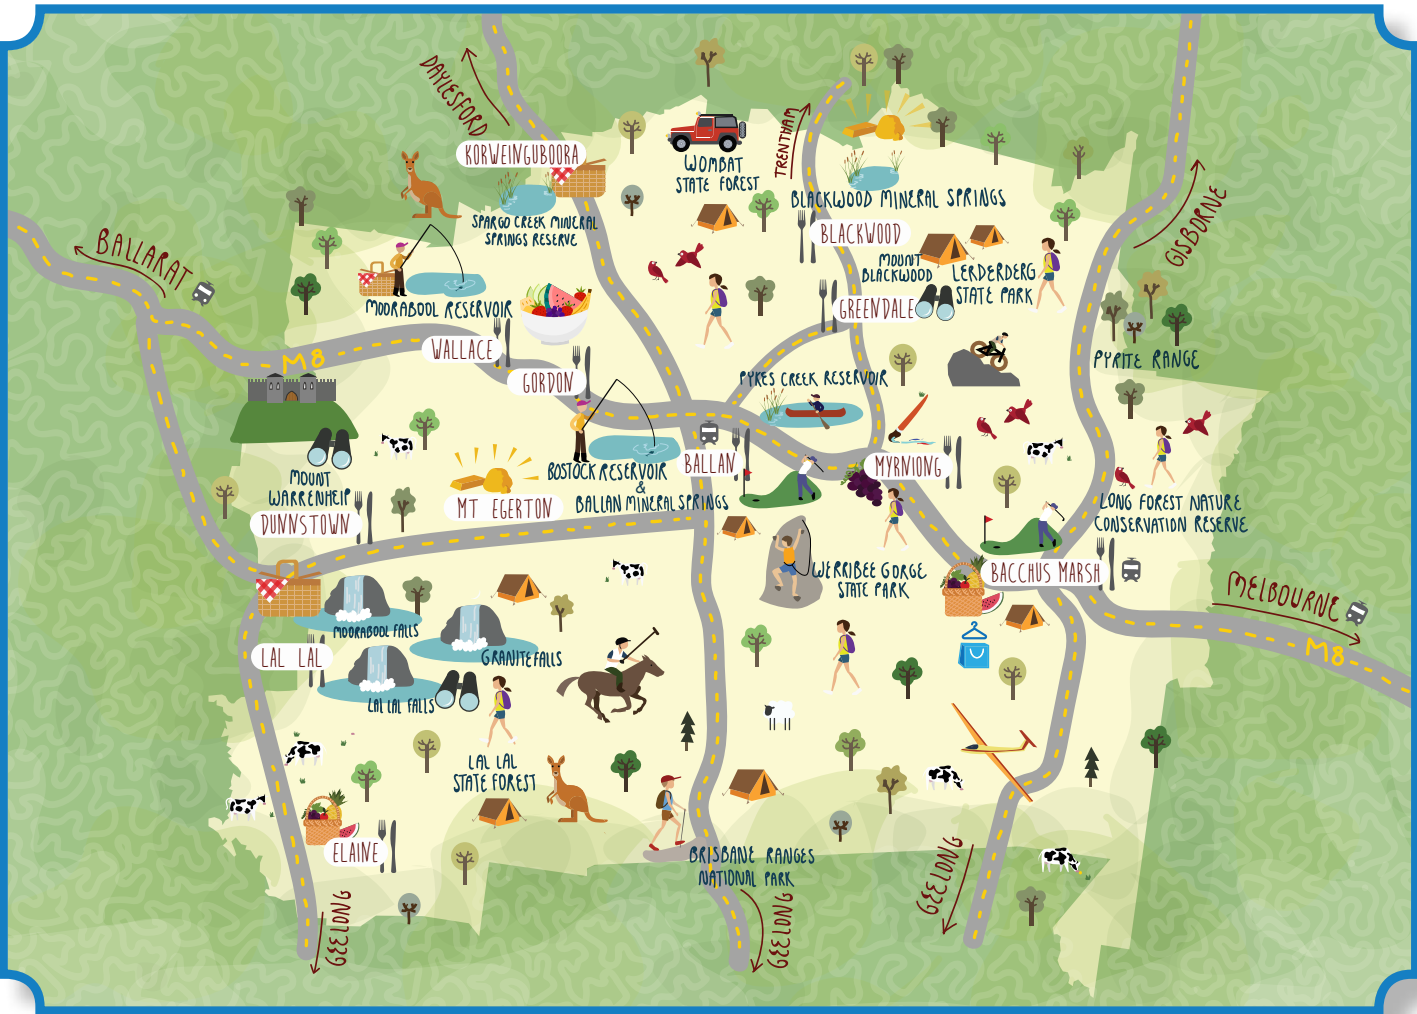 DAYLESFORD
KORWEINGUBOORA
SPARGO CREEK MINERAL
SPRINGS RESERVE
WOMBAT
STATE FOREST
TRENTHAM
BLACKWOOD MINERAL SPRINGS
BLACKWOOD
MOUNT
BLACKWOOD
LERDERDERG
STATE PARK
GISBORNE
BALLARAT
MOORABOOL RESERVOIR
GREENDALE
WALLACE
M8
GORDON
PYKES CREEK RESERVOIR
PYRITE RANGE
MOUNT
WARRENHEIP
DUNNSTOWN
MT EGERTON
BOSTOCK RESERVOIR
&
BALLAN MINERAL SPRINGS
BALLAN
MYRNIONG
LONG FOREST NATURE
CONSERVATION RESERVE
WERRIBEE GORGE
STATE PARK
BACCHUS MARSH
MELBOURNE
M8
MOORABOOL FALLS
LAL LAL
GRANITE FALLS
LAL LAL FALLS
LAL LAL
STATE FOREST
ELAINE
BRISBANE RANGES
NATIONAL PARK
GEELONG
GEELONG
GEELONG